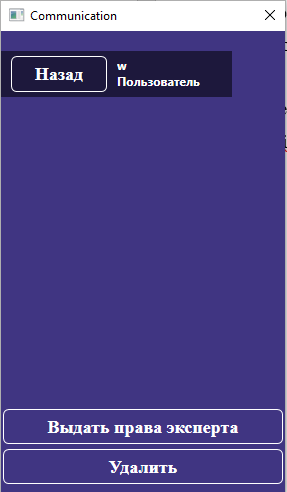 Communication
Назад
w
Пользователь
Выдать права эксперта
Удалить